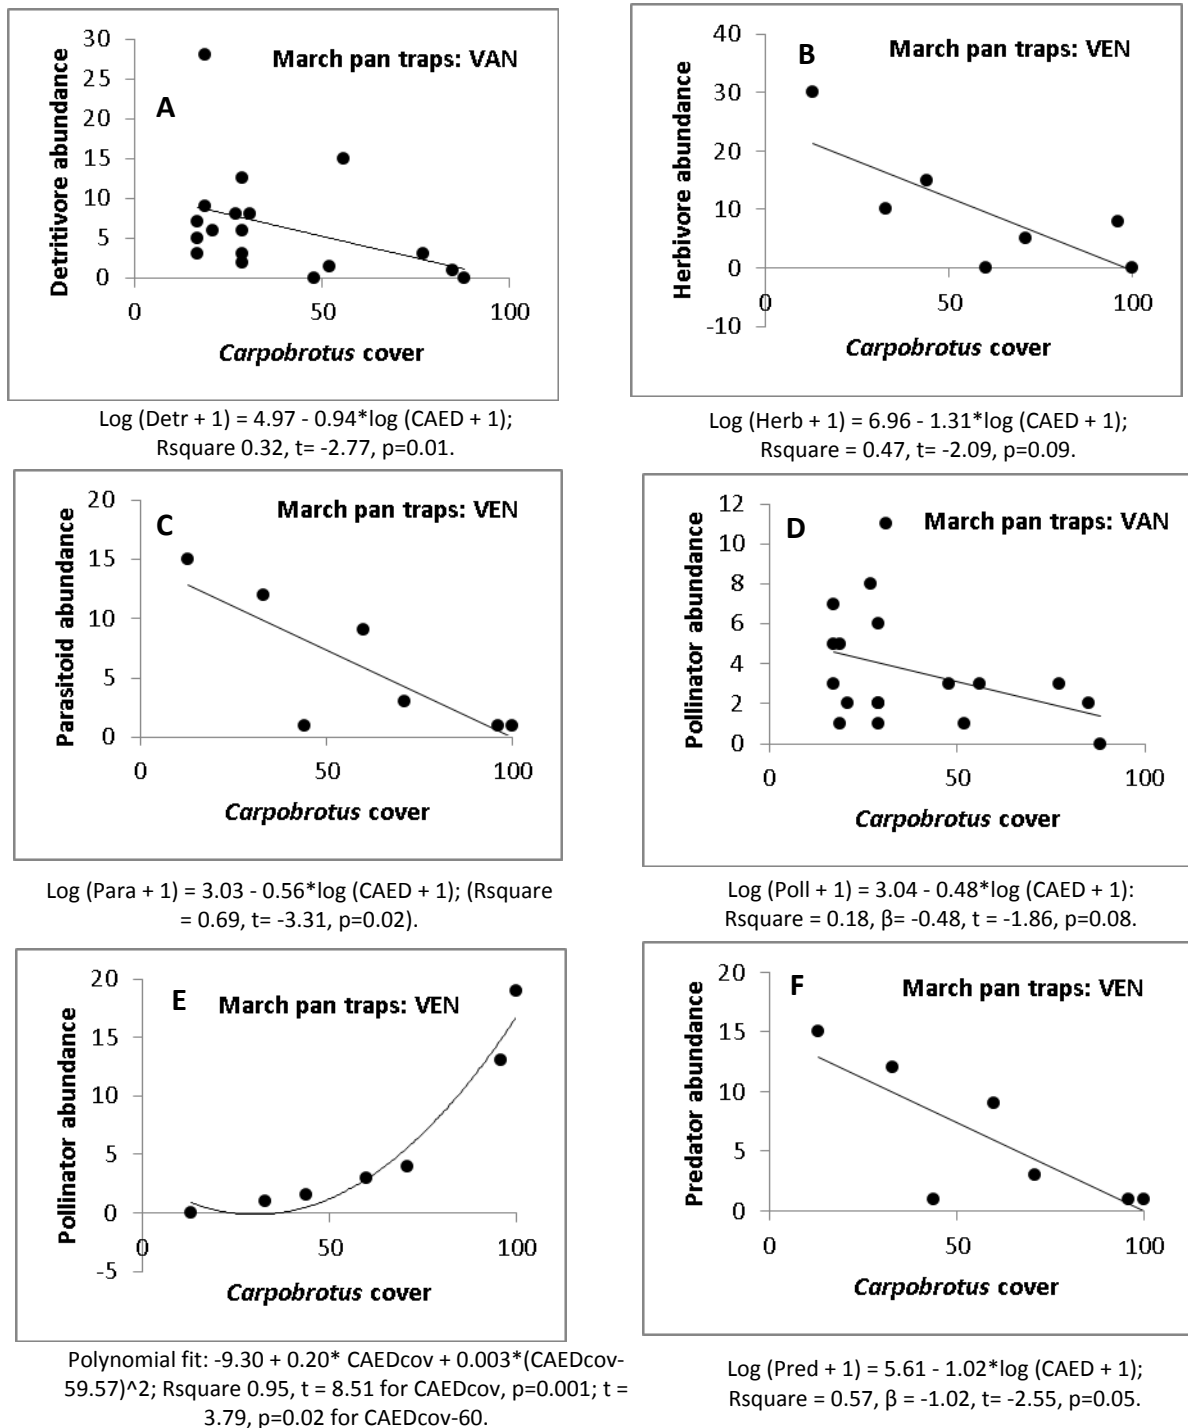 30
25
20
15
10
5
0
Detritivore abundance
A
March pan traps: VAN
0 50 100
Carpobrotus cover
Log (Detr + 1) = 4.97 - 0.94*log (CAED + 1);
Rsquare 0.32, t= -2.77, p=0.01.
40
30
20
10
0
-10
Herbivore abundance
B
March pan traps: VEN
0 50 100
Carpobrotus cover
Log (Herb + 1) = 6.96 - 1.31*log (CAED + 1);
Rsquare = 0.47, t= -2.09, p=0.09.
20
15
10
5
0
Parasitoid abundance
C
March pan traps: VEN
0 50 100
Carpobrotus cover
Log (Para + 1) = 3.03 - 0.56*log (CAED + 1); (Rsquare
= 0.69, t= -3.31, p=0.02).
12
10
8
6
4
2
0
Pollinator abundance
D
March pan traps: VAN
0 50 100
Carpobrotus cover
Log (Poll + 1) = 3.04 - 0.48*log (CAED + 1):
Rsquare = 0.18, β= -0.48, t = -1.86, p=0.08.
20
15
10
5
0
-5
Pollinator abundance
E
March pan traps: VEN
0 50 100
Carpobrotus cover
Polynomial fit: -9.30 + 0.20* CAEDcov + 0.003*(CAEDcov-
59.57)^2; Rsquare 0.95, t = 8.51 for CAEDcov, p=0.001; t =
3.79, p=0.02 for CAEDcov-60.
20
15
10
5
0
Predator abundance
F
March pan traps: VEN
0 50 100
Carpobrotus cover
Log (Pred + 1) = 5.61 - 1.02*log (CAED + 1);
Rsquare = 0.57, β = -1.02, t= -2.55, p=0.05.